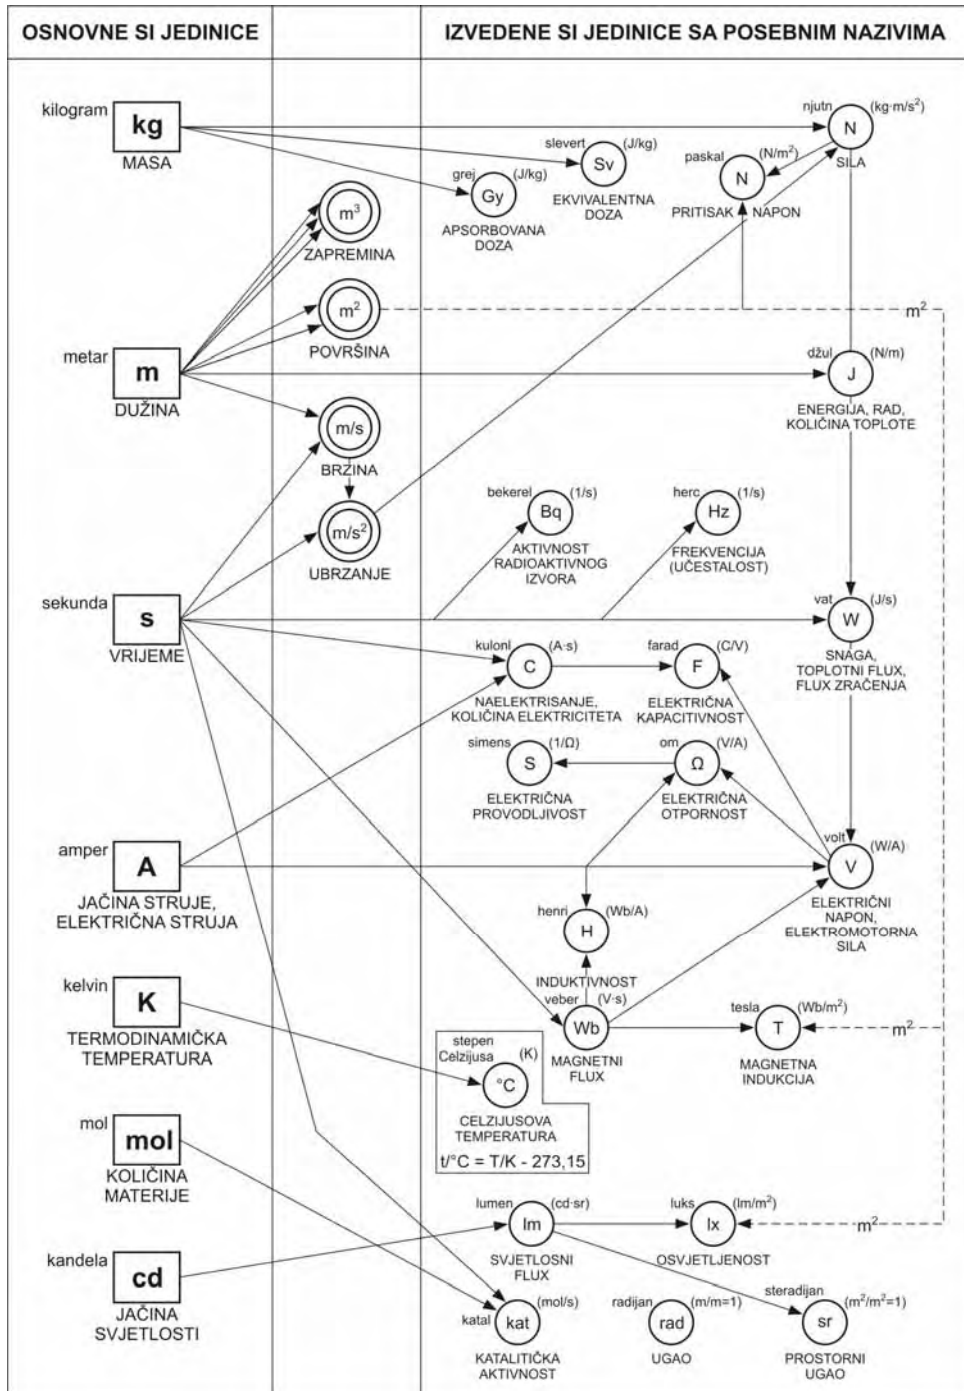 OSNOVNE SI JEDINICE
IZVEDENE SI JEDINICE SA POSEBNIM NAZIVIMA
kilogram
kg
MASA
njutn
N
(kg·m/s²)
SILA
slevert
Sv
(J/kg)
EKVIVALENTNA
DOZA
paskal
N
(N/m²)
PRITISAK NAPON
grej
Gy
(J/kg)
APSORBOVANA
DOZA
m³
ZAPREMINA
m²
POVRŠINA
m²
metar
m
DUŽINA
džul
J
(N/m)
ENERGIJA, RAD,
KOLIČINA TOPLOTE
m/s
BRZINA
m/s²
UBRZANJE
bekerel
Bq
(1/s)
AKTIVNOST
RADIOAKTIVNOG
IZVORA
herc
Hz
(1/s)
FREKVENCIJA
(UČESTALOST)
sekunda
s
VRIJEME
vat
W
(J/s)
SNAGA,
TOPLOTNI FLUX,
FLUX ZRAČENJA
kulonl
C
(A·s)
NAELEKTRISANJE,
KOLIČINA ELEKTRICITETA
farad
F
(C/V)
ELEKTRIČNA
KAPACITIVNOST
simens
S
(1/Ω)
ELEKTRIČNA
PROVODLJIVOST
om
Ω
(V/A)
ELEKTRIČNA
OTPORNOST
amper
A
JAČINA STRUJE,
ELEKTRIČNA STRUJA
volt
V
(W/A)
ELEKTRIČNI
NAPON,
ELEKTROMOTORNA
SILA
henri
H
(Wb/A)
INDUKTIVNOST
kelvin
K
TERMODINAMIČKA
TEMPERATURA
veber
Wb
(V·s)
MAGNETNI
FLUX
tesla
T
(Wb/m²)
MAGNETNA
INDUKCIJA
m²
stepen
Celzijusa
°C
(K)
CELZIJUSOVA
TEMPERATURA
t/°C = T/K - 273,15
mol
mol
KOLIČINA
MATERIJE
lumen
lm
(cd·sr)
SVJETLOSNI
FLUX
luks
lx
(lm/m²)
OSVJETLJENOST
m²
kandela
cd
JAČINA
SVJETLOSTI
katal
kat
(mol/s)
KATALITIČKA
AKTIVNOST
radijan
rad
(m/m=1)
UGAO
steradijan
sr
(m²/m²=1)
PROSTORNI
UGAO